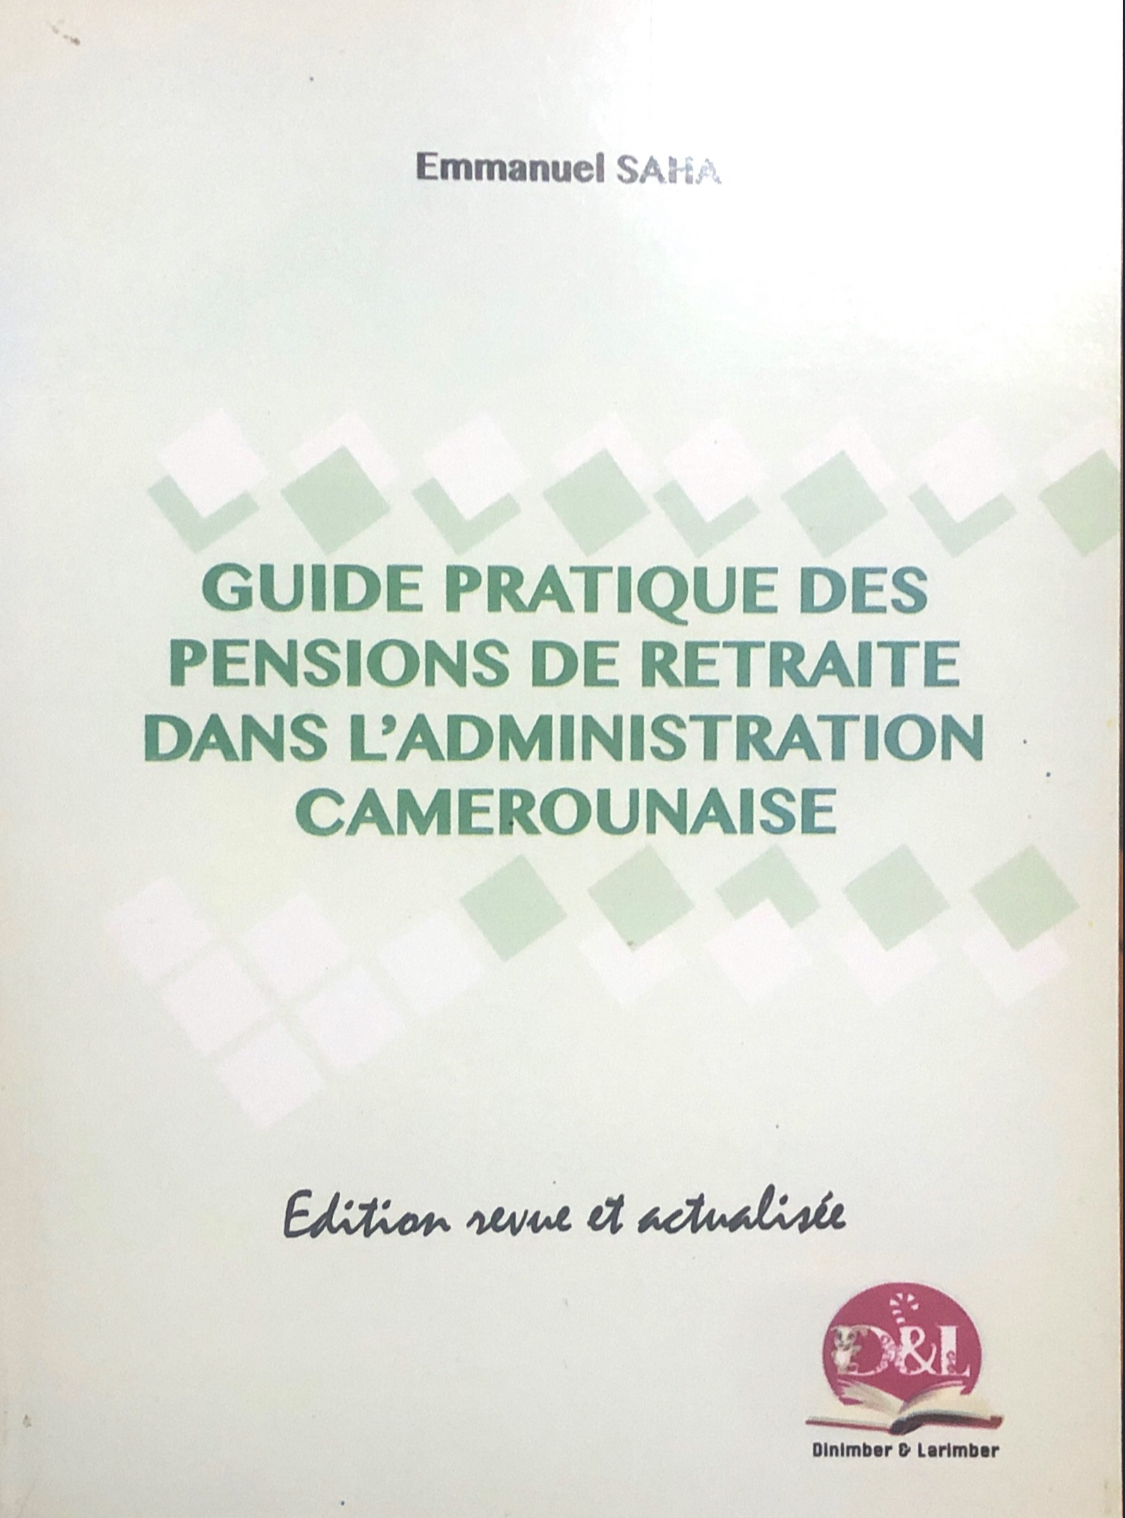 Emmanuel SAHA
GUIDE PRATIQUE DES
PENSIONS DE RETRAITE
DANS L'ADMINISTRATION
CAMEROUNAISE
Edition revue et actualisée
D&L
Dinimber & Larimber